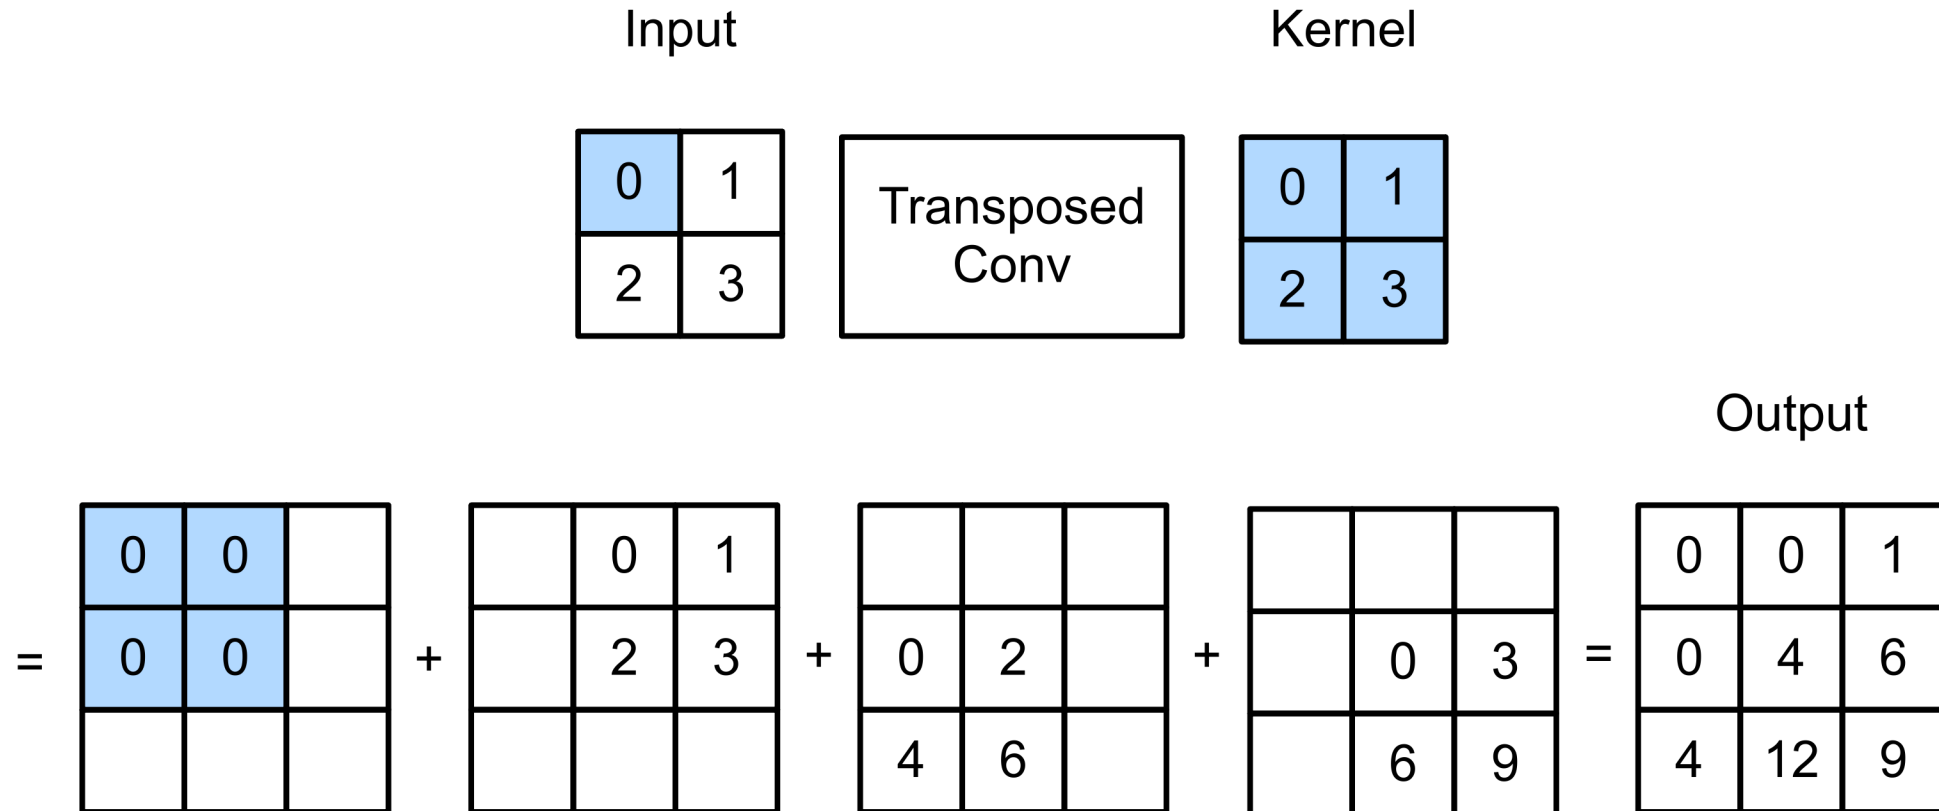 Input Kernel
0 1 Transposed 0 1
2 3 Conv 2 3
Output
0 0 0 1 0 0 1
= 0 0 + 2 3 + 0 2 + 0 3 = 0 4 6
4 6 6 9 4 12 9